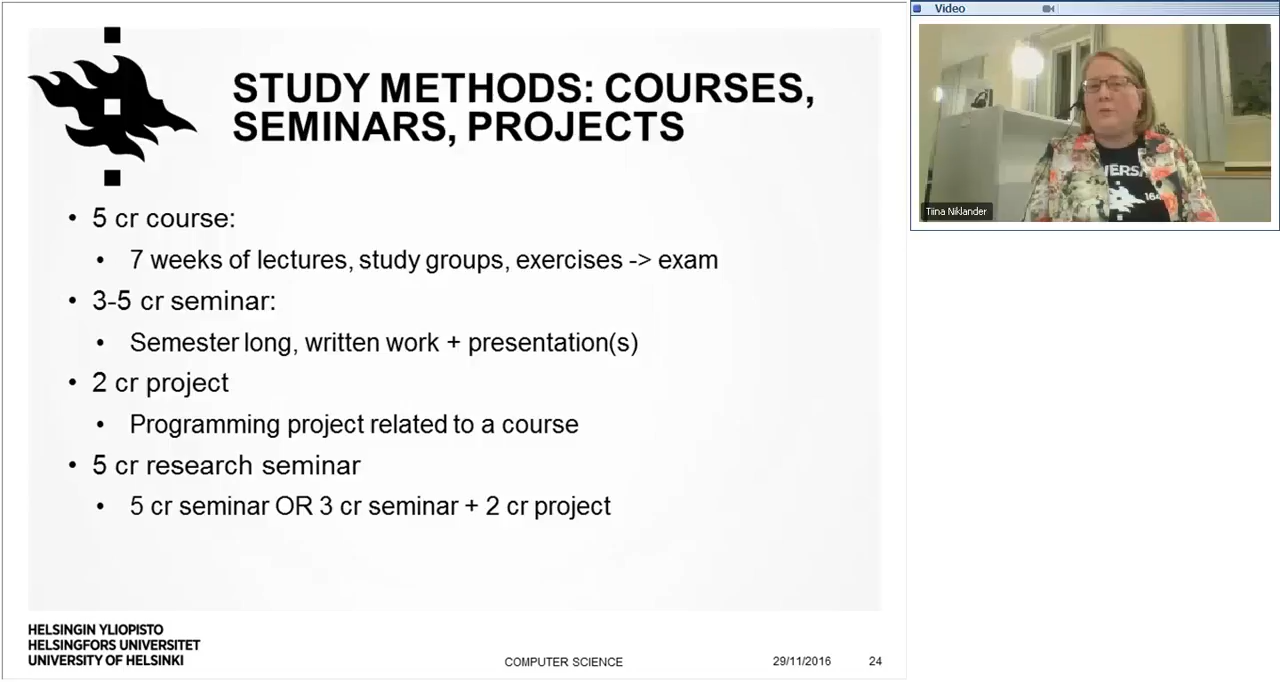 STUDY METHODS: COURSES,
SEMINARS, PROJECTS
• 5 cr course:
• 7 weeks of lectures, study groups, exercises -> exam
• 3-5 cr seminar:
• Semester long, written work + presentation(s)
• 2 cr project
• Programming project related to a course
• 5 cr research seminar
• 5 cr seminar OR 3 cr seminar + 2 cr project
HELSINGIN YLIOPISTO
HELSINGFORS UNIVERSITET
UNIVERSITY OF HELSINKI
COMPUTER SCIENCE
29/11/2016
24
Video
Tiina Niklander